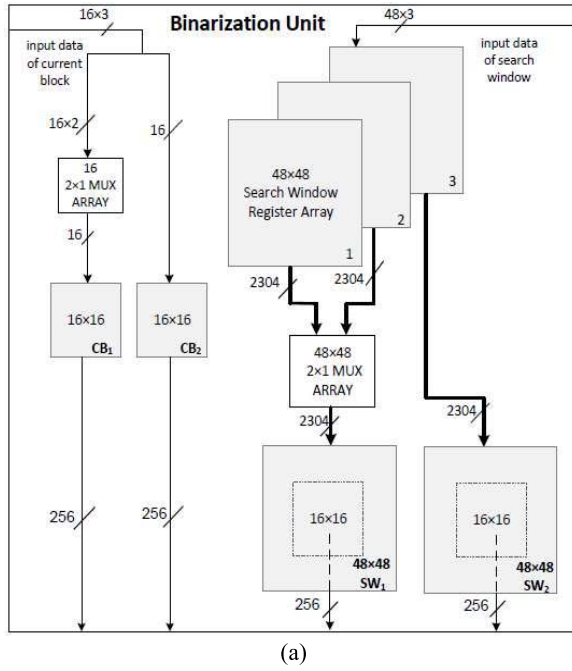 Binarization Unit
16×3
input data
of current
block
48×3
input data
of search
window
16×2
16
16
2×1 MUX
ARRAY
16
48×48
Search Window
Register Array
1
2
3
2304
2304
16×16
CB₁
16×16
CB₂
48×48
2×1 MUX
ARRAY
2304
2304
256
256
16×16
48×48
SW₁
16×16
48×48
SW₂
256
256
(a)